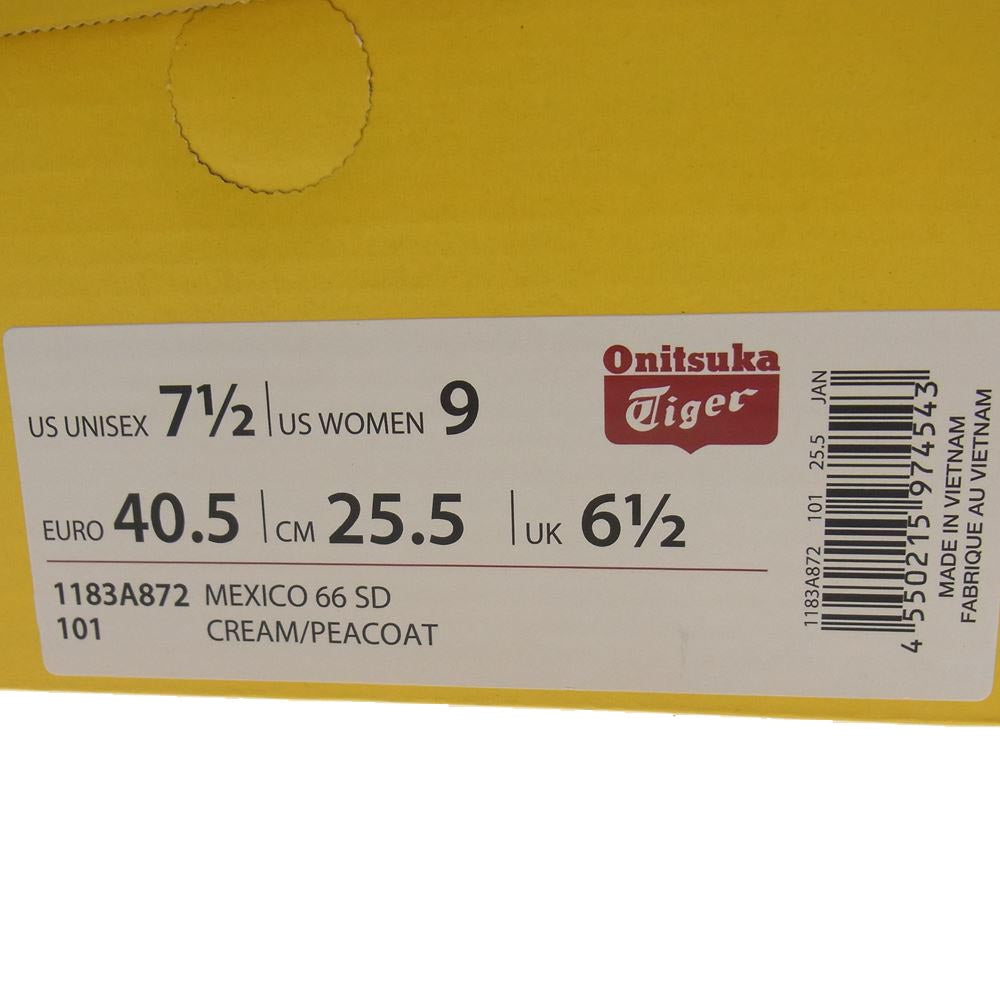 US UNISEX 7½ US WOMEN 9
Onitsuka
Tiger
EURO 40.5 CM 25.5 UK 6½
1183A872 MEXICO 66 SD
101 CREAM/PEACOAT
1183A872 101 25.5 JAN
4 550215 974543
MADE IN VIETNAM
FABRIQUE AU VIETNAM